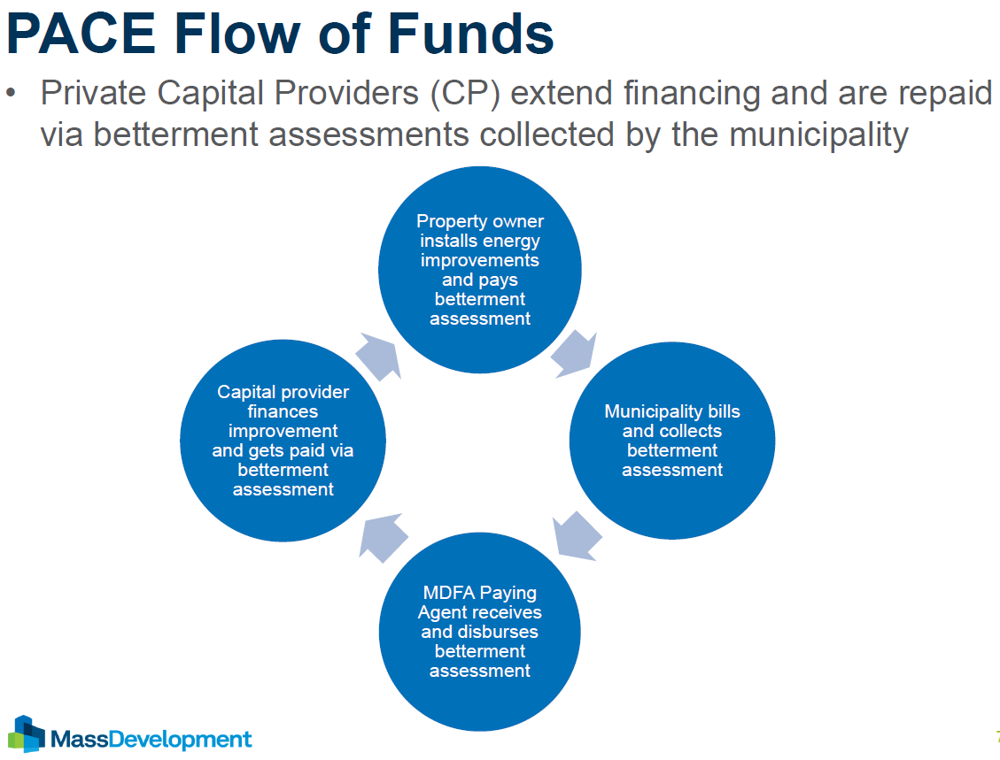 PACE Flow of Funds
• Private Capital Providers (CP) extend financing and are repaid
via betterment assessments collected by the municipality
Property owner
installs energy
improvements
and pays
betterment
assessment
Capital provider
finances
improvement
and gets paid via
betterment
assessment
Municipality bills
and collects
betterment
assessment
MDFA Paying
Agent receives
and disburses
betterment
assessment
MassDevelopment